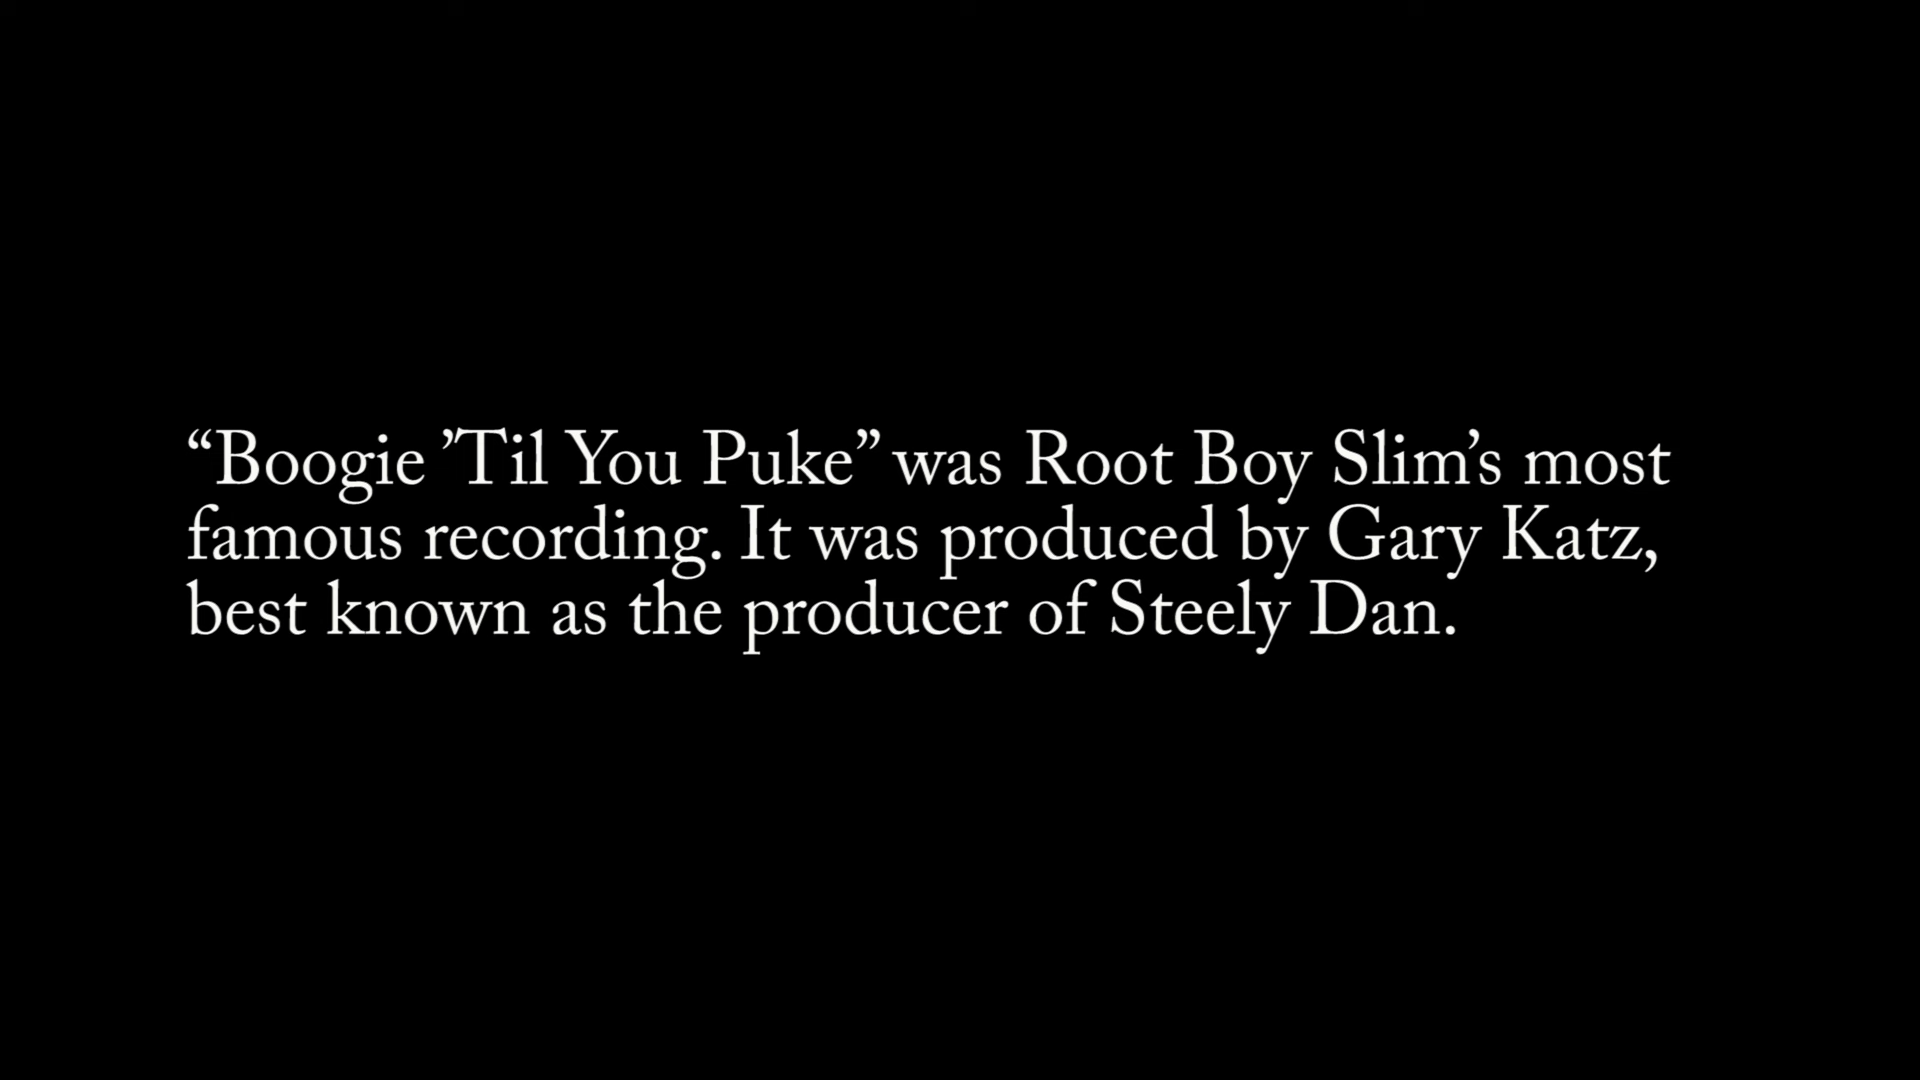 “Boogie ’Til You Puke” was Root Boy Slim’s most
famous recording. It was produced by Gary Katz,
best known as the producer of Steely Dan.